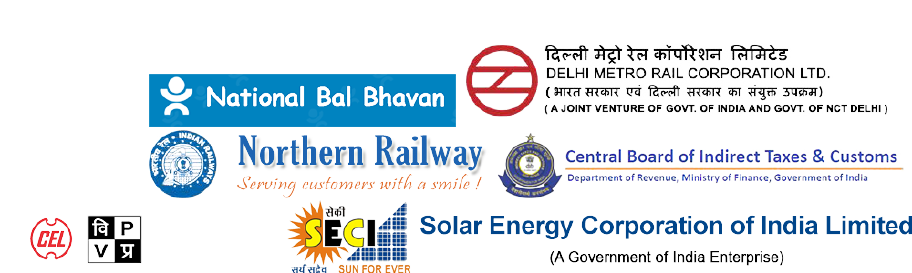 National Bal Bhavan
दिल्ली मेट्रो रेल कॉर्पोरेशन लिमिटेड
DELHI METRO RAIL CORPORATION LTD.
( भारत सरकार एवं दिल्ली सरकार का संयुक्त उपक्रम)
( A JOINT VENTURE OF GOVT. OF INDIA AND GOVT. OF NCT DELHI )
INDIAN RAILWAYS
भारतीय रेल
Northern Railway
Serving customers with a smile !
Central Board of Indirect Taxes & Customs
Department of Revenue, Ministry of Finance, Government of India
CEL
वि P
V प्र
सेकी
SECI
सूर्य सदैव SUN FOR EVER
Solar Energy Corporation of India Limited
(A Government of India Enterprise)